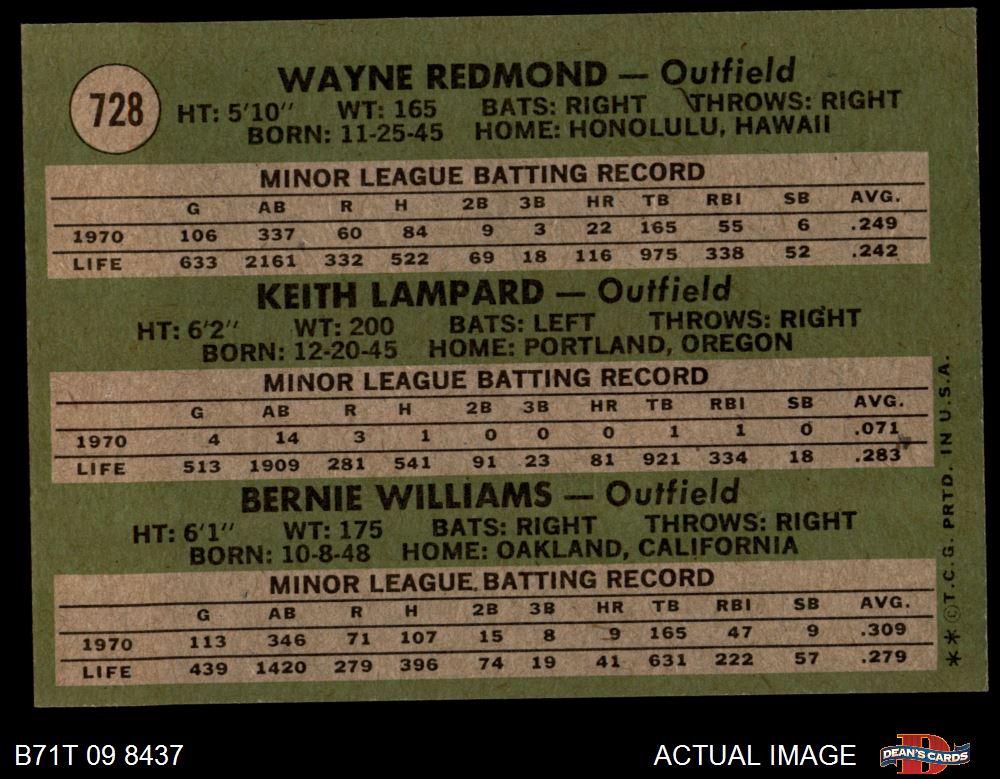 728
WAYNE REDMOND — Outfield
HT: 5'10" WT: 165 BATS: RIGHT THROWS: RIGHT
BORN: 11-25-45 HOME: HONOLULU, HAWAII
MINOR LEAGUE BATTING RECORD
G AB R H 2B 3B HR TB RBI SB AVG.
1970 106 337 60 84 9 3 22 165 55 6 .249
LIFE 633 2161 332 522 69 18 116 975 338 52 .242
KEITH LAMPARD — Outfield
HT: 6'2" WT: 200 BATS: LEFT THROWS: RIGHT
BORN: 12-20-45 HOME: PORTLAND, OREGON
MINOR LEAGUE BATTING RECORD
G AB R H 2B 3B HR TB RBI SB AVG.
1970 4 14 3 1 0 0 0 1 1 0 .071
LIFE 513 1909 281 541 91 23 81 921 334 18 .283
BERNIE WILLIAMS — Outfield
HT: 6'1" WT: 175 BATS: RIGHT THROWS: RIGHT
BORN: 10-8-48 HOME: OAKLAND, CALIFORNIA
MINOR LEAGUE BATTING RECORD
G AB R H 2B 3B HR TB RBI SB AVG.
1970 113 346 71 107 15 8 9 165 47 9 .309
LIFE 439 1420 279 396 74 19 41 631 222 57 .279
** ©T.C.G. PRTD. IN U.S.A.
B71T 09 8437 ACTUAL IMAGE
DEAN'S CARDS